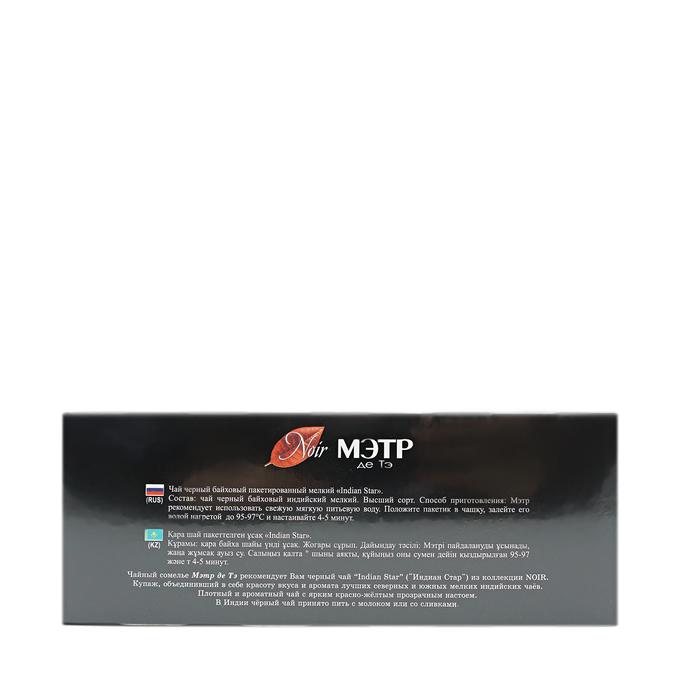 Noir МЭТР
де Тэ
Чай черный байховый пакетированный мелкий «Indian Star».
(RUS) Состав: чай черный байховый индийский мелкий. Высший сорт. Способ приготовления: Мэтр
рекомендует использовать свежую мягкую питьевую воду. Положите пакетик в чашку, залейте его
водой нагретой до 95-97°С и настаивайте 4-5 минут.
Қара шай пакеттелген ұсақ «Indian Star».
(KZ) Құрамы: қара байха шайы үнді ұсақ. Жоғары сұрып. Дайындау тәсілі: Мэтрі пайдалануды ұсынады,
жаңа жұмсақ ауыз су. Салыңыз қалта " шыны аяқты, құйыңыз оны сумен дейін қыздырылған 95-97
және т 4-5 минут.
Чайный сомелье Мэтр де Тэ рекомендует Вам черный чай "Indian Star" ("Индиан Стар") из коллекции NOIR.
Купаж, объединивший в себе красоту вкуса и аромата лучших северных и южных мелких индийских чаёв.
Плотный и ароматный чай с ярким красно-жёлтым прозрачным настоем.
В Индии чёрный чай принято пить с молоком или со сливками.